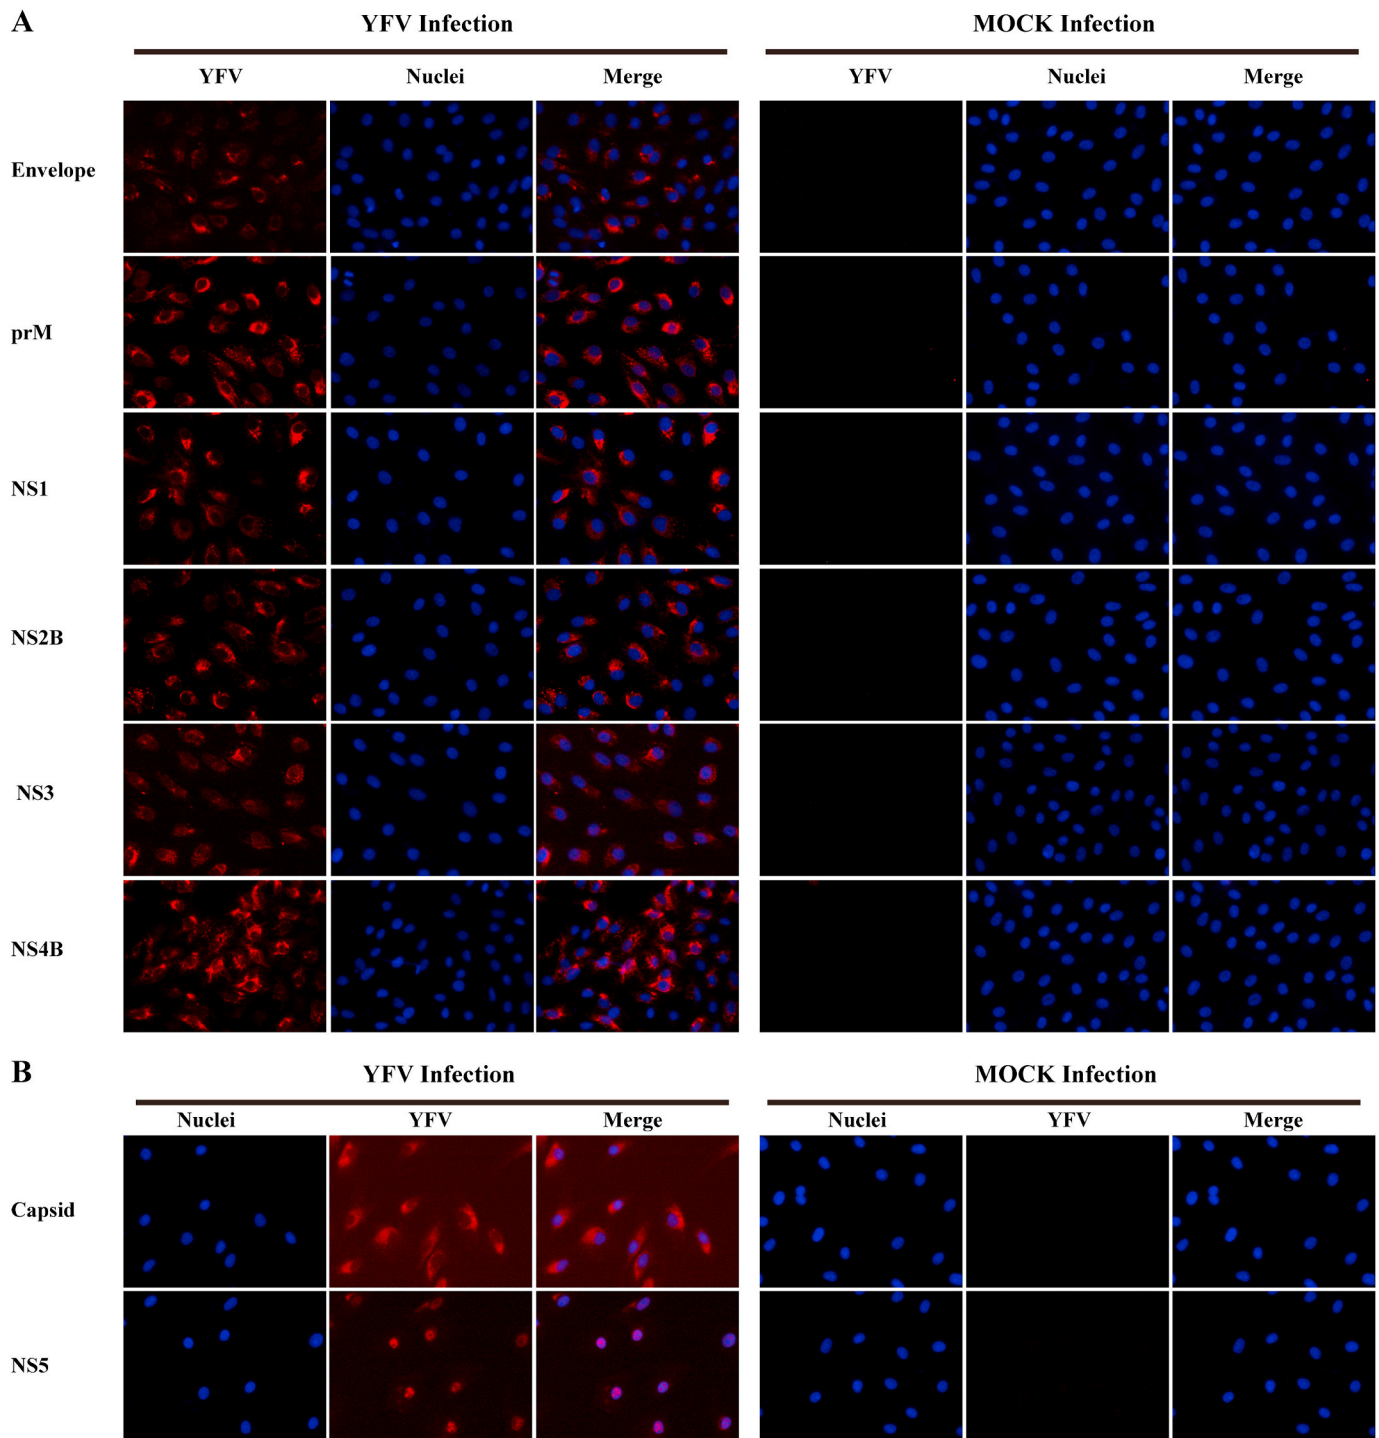 A
YFV Infection
MOCK Infection
YFV Nuclei Merge
YFV Nuclei Merge
Envelope
prM
NS1
NS2B
NS3
NS4B
B
YFV Infection
MOCK Infection
Nuclei YFV Merge
Nuclei YFV Merge
Capsid
NS5